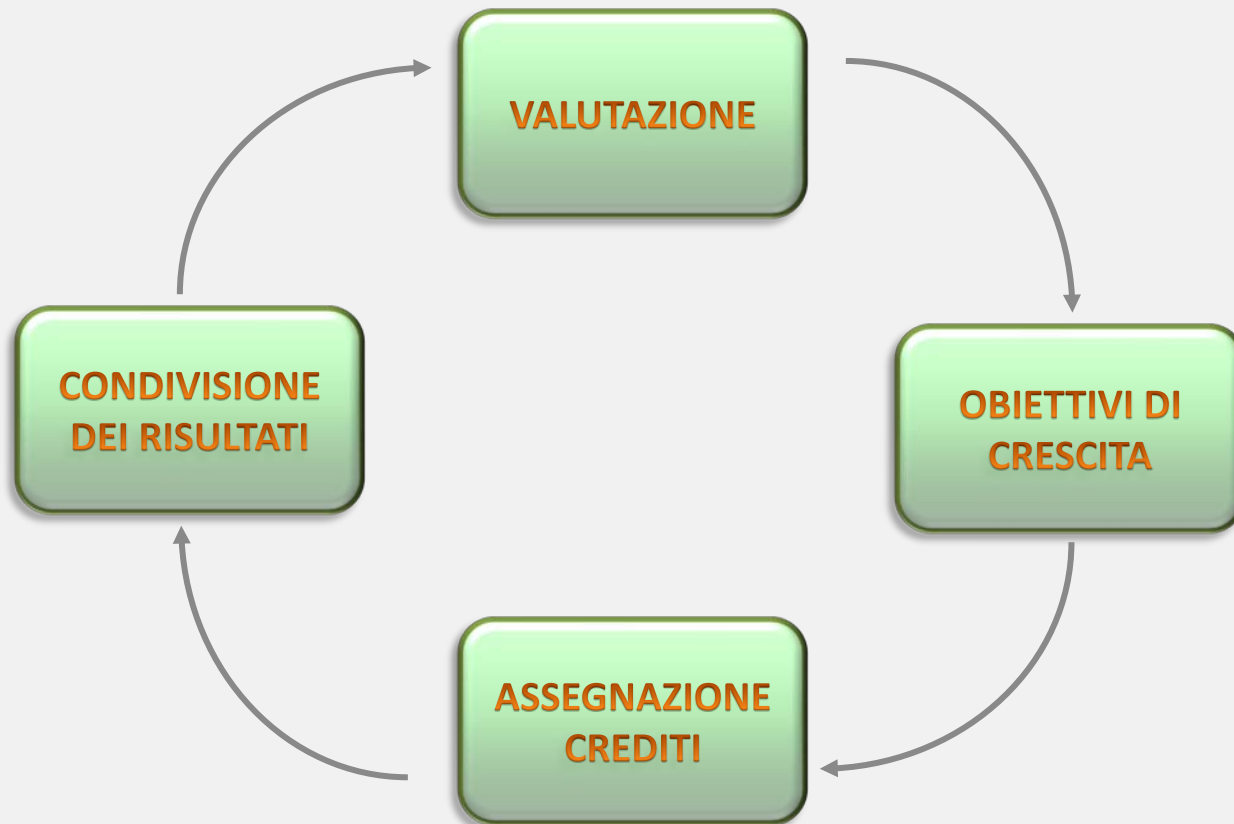 VALUTAZIONE
OBIETTIVI DI
CRESCITA
ASSEGNAZIONE
CREDITI
CONDIVISIONE
DEI RISULTATI